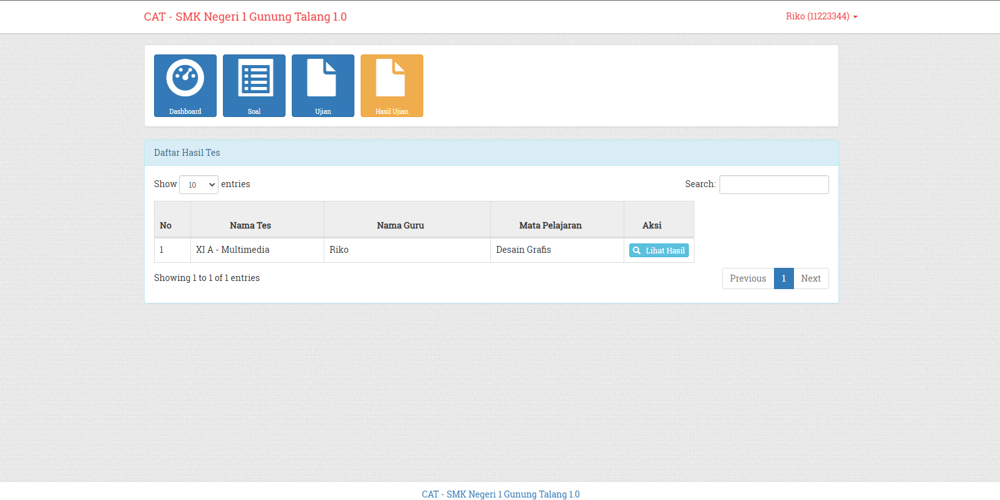 CAT - SMK Negeri 1 Gunung Talang 1.0
Riko (11223344)
Dashboard
Soal
Ujian
Hasil Ujian
Daftar Hasil Tes
Show 10 entries
Search:
No Nama Tes Nama Guru Mata Pelajaran Aksi
1 XI A - Multimedia Riko Desain Grafis Lihat Hasil
Showing 1 to 1 of 1 entries
Previous 1 Next
CAT - SMK Negeri 1 Gunung Talang 1.0